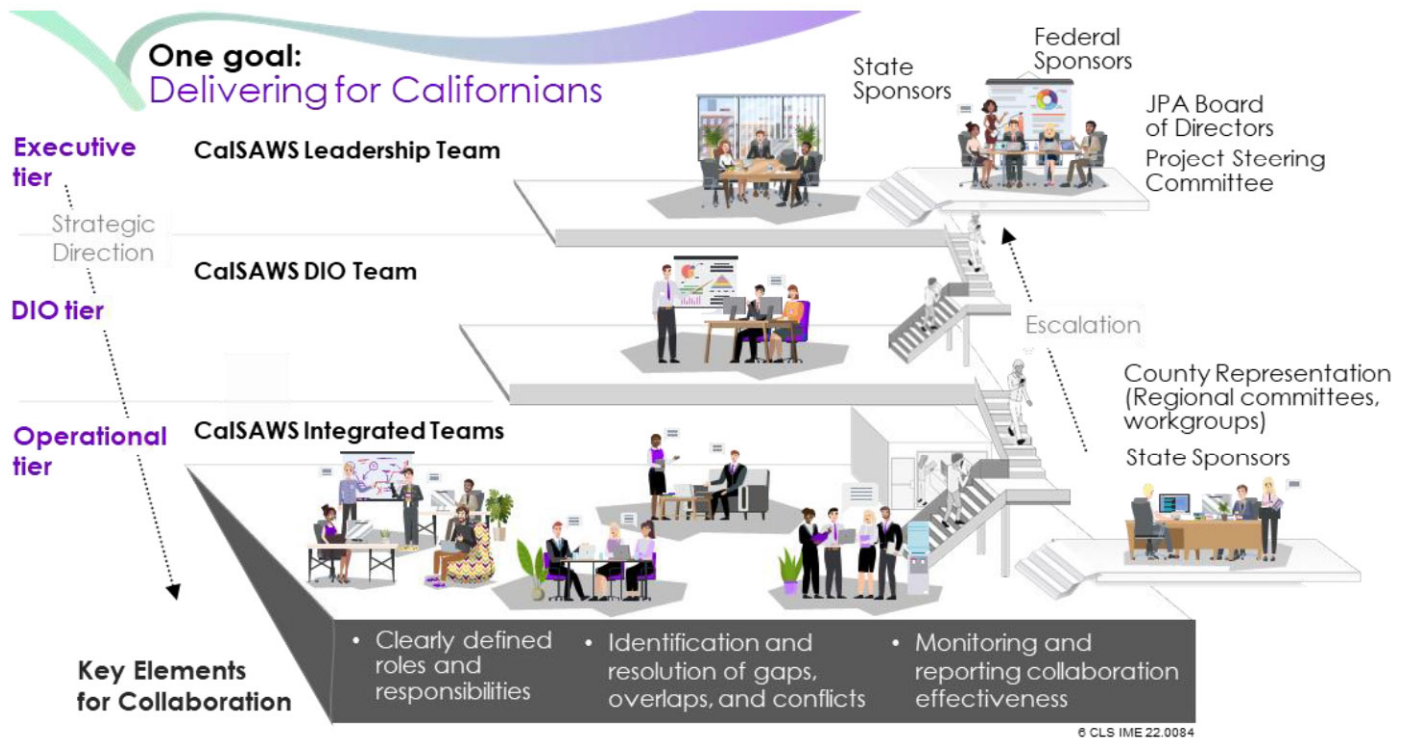 One goal:
Delivering for Californians
Executive
tier
CalSAWS Leadership Team
State
Sponsors
Federal
Sponsors
JPA Board
of Directors
Project Steering
Committee
Strategic
Direction
CalSAWS DIO Team
DIO tier
Escalation
County Representation
(Regional committees,
workgroups)
State Sponsors
Operational
tier
CalSAWS Integrated Teams
Key Elements
for Collaboration
• Clearly defined
roles and
responsibilities
• Identification and
resolution of gaps,
overlaps, and conflicts
• Monitoring and
reporting collaboration
effectiveness
6 CLS IME 22.0084